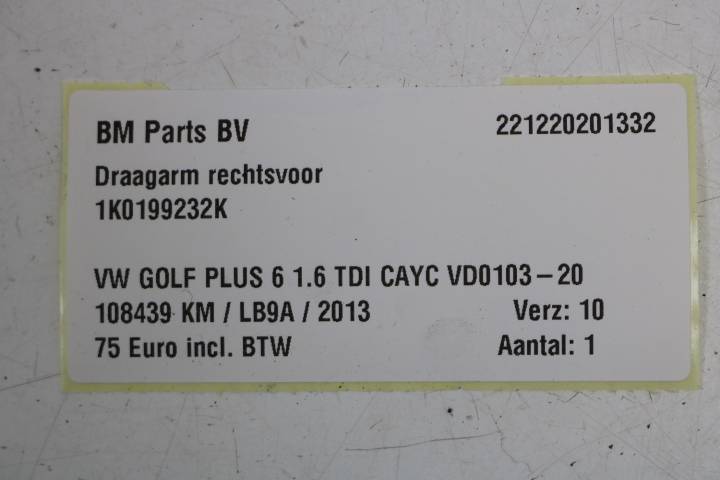 BM Parts BV 221220201332
Draagarm rechtsvoor
1K0199232K
VW GOLF PLUS 6 1.6 TDI CAYC VD0103-20
108439 KM / LB9A / 2013 Verz: 10
75 Euro incl. BTW Aantal: 1